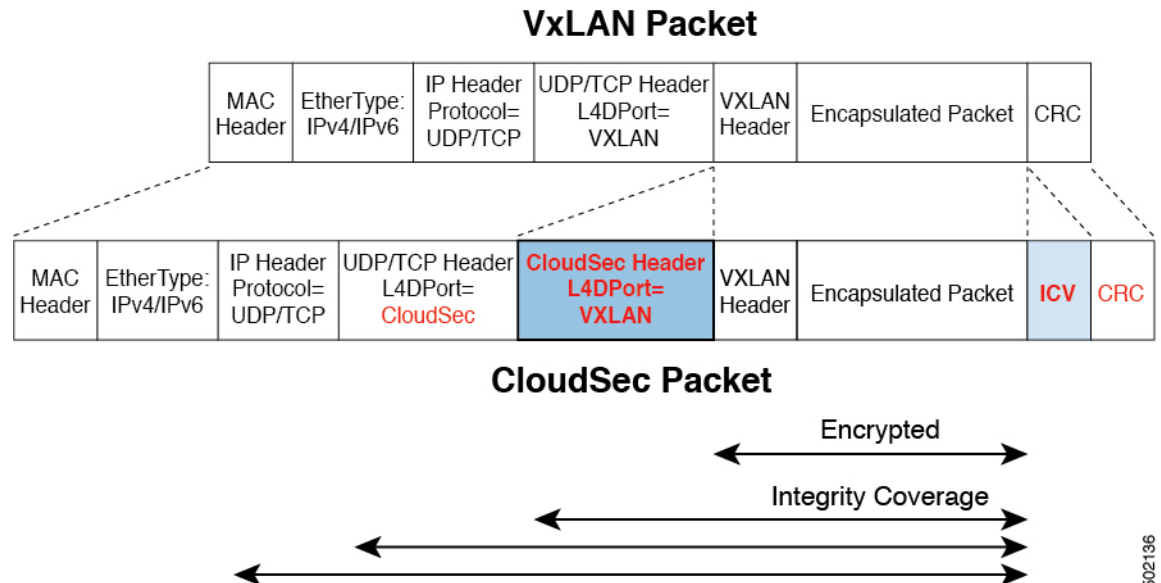 VxLAN Packet
MAC
Header
EtherType:
IPv4/IPv6
IP Header
Protocol=
UDP/TCP
UDP/TCP Header
L4DPort=
VXLAN
VXLAN
Header
Encapsulated Packet
CRC
MAC
Header
EtherType:
IPv4/IPv6
IP Header
Protocol=
UDP/TCP
UDP/TCP Header
L4DPort=
CloudSec
CloudSec Header
L4DPort=
VXLAN
VXLAN
Header
Encapsulated Packet
ICV
CRC
CloudSec Packet
Encrypted
Integrity Coverage